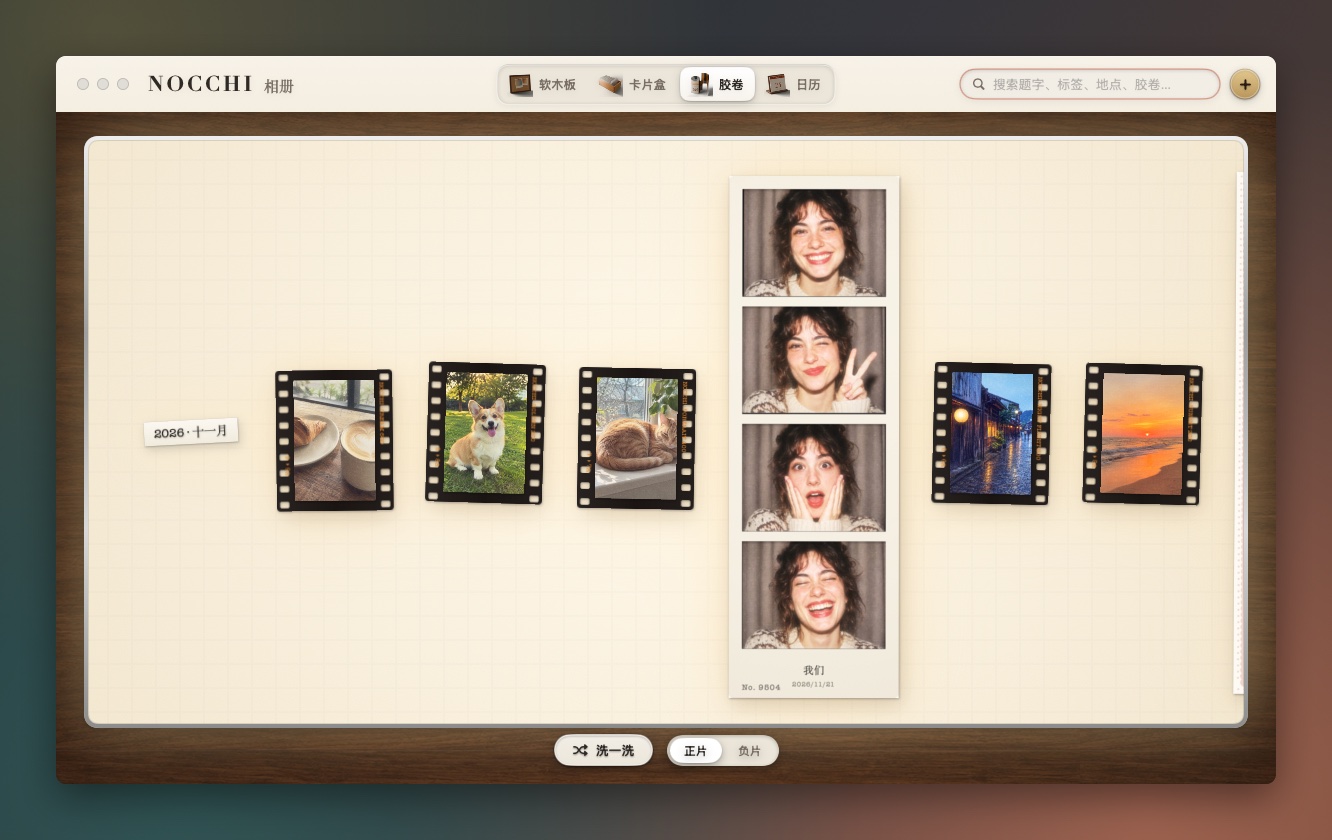 NOCCHI 相册
软木板
卡片盒
胶卷
日历
搜索题字、标签、地点、胶卷...
+
2026·十一月
我们
No. 9804
2026/11/21
洗一洗
正片
负片